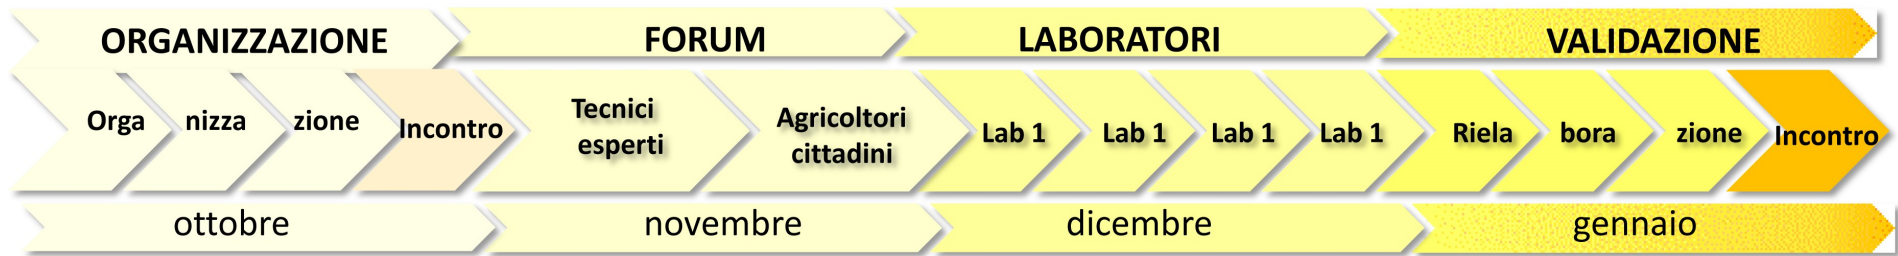 ORGANIZZAZIONE FORUM LABORATORI VALIDAZIONE
Orga nizza zione Incontro Tecnici esperti Agricoltori cittadini Lab 1 Lab 1 Lab 1 Lab 1 Riela bora zione Incontro
ottobre novembre dicembre gennaio